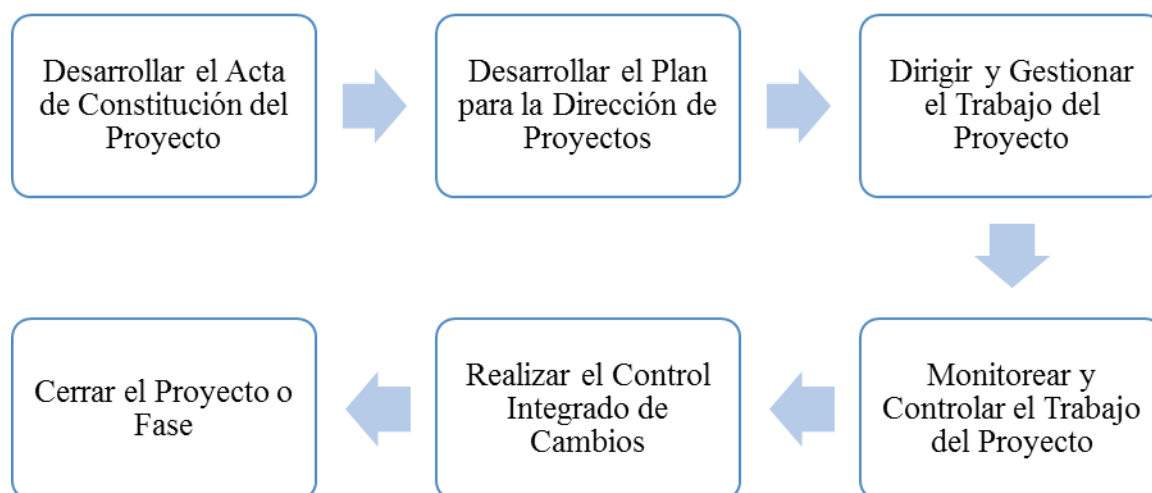 Desarrollar el Acta
de Constitución del
Proyecto
Desarrollar el Plan
para la Dirección de
Proyectos
Dirigir y Gestionar
el Trabajo del
Proyecto
Monitorear y
Controlar el Trabajo
del Proyecto
Realizar el Control
Integrado de
Cambios
Cerrar el Proyecto o
Fase